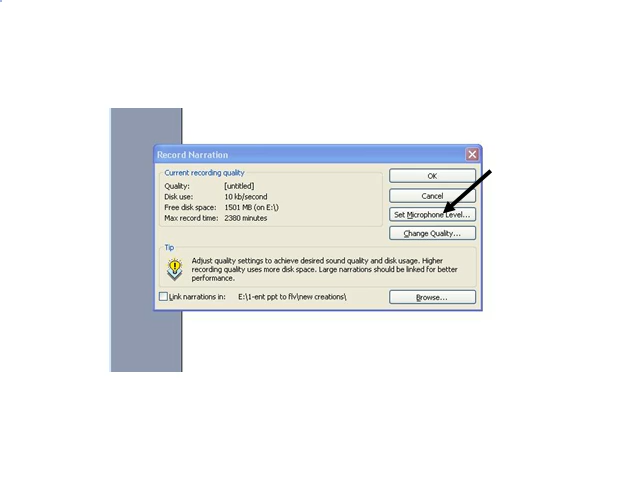 Record Narration
Current recording quality
Quality: [untitled]
Disk use: 10 kb/second
Free disk space: 1501 MB (on E:\)
Max record time: 2380 minutes
OK
Cancel
Set Microphone Level...
Change Quality...
Tip
Adjust quality settings to achieve desired sound quality and disk usage. Higher
recording quality uses more disk space. Large narrations should be linked for better
performance.
Link narrations in: E:\1-ent ppt to flv\new creations\
Browse...